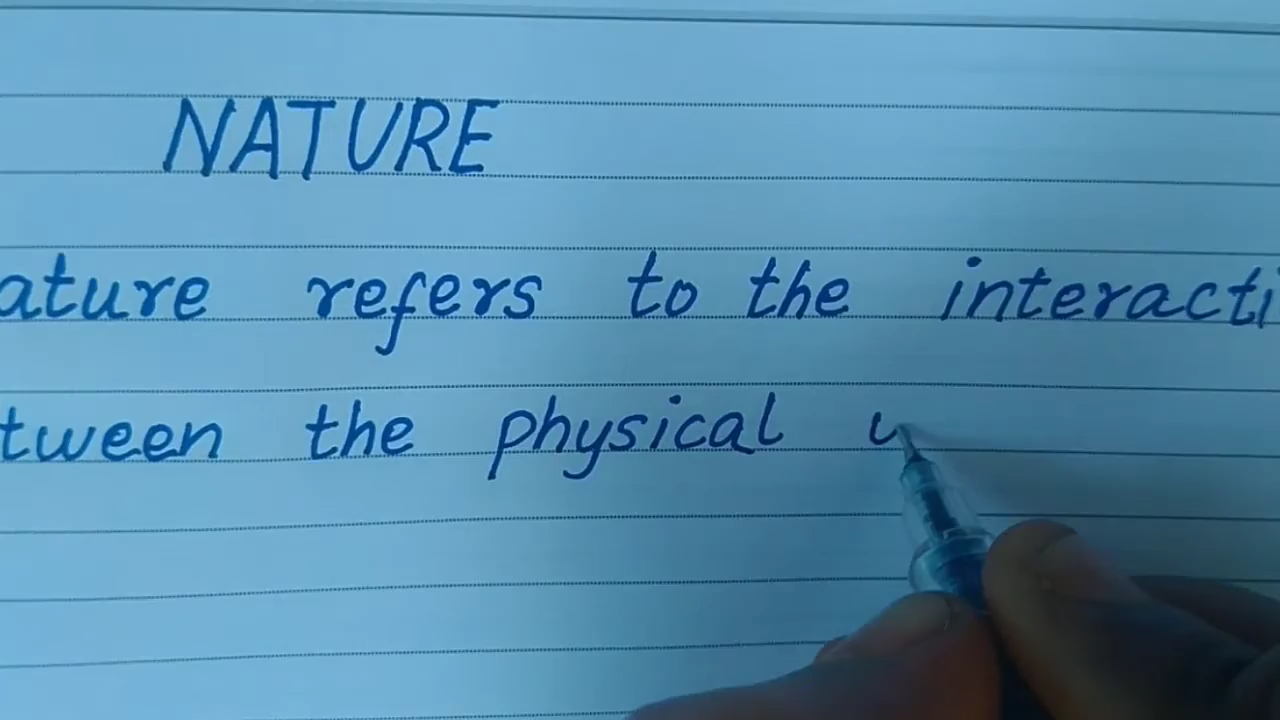 NATURE
ature refers to the interacti
tween the physical